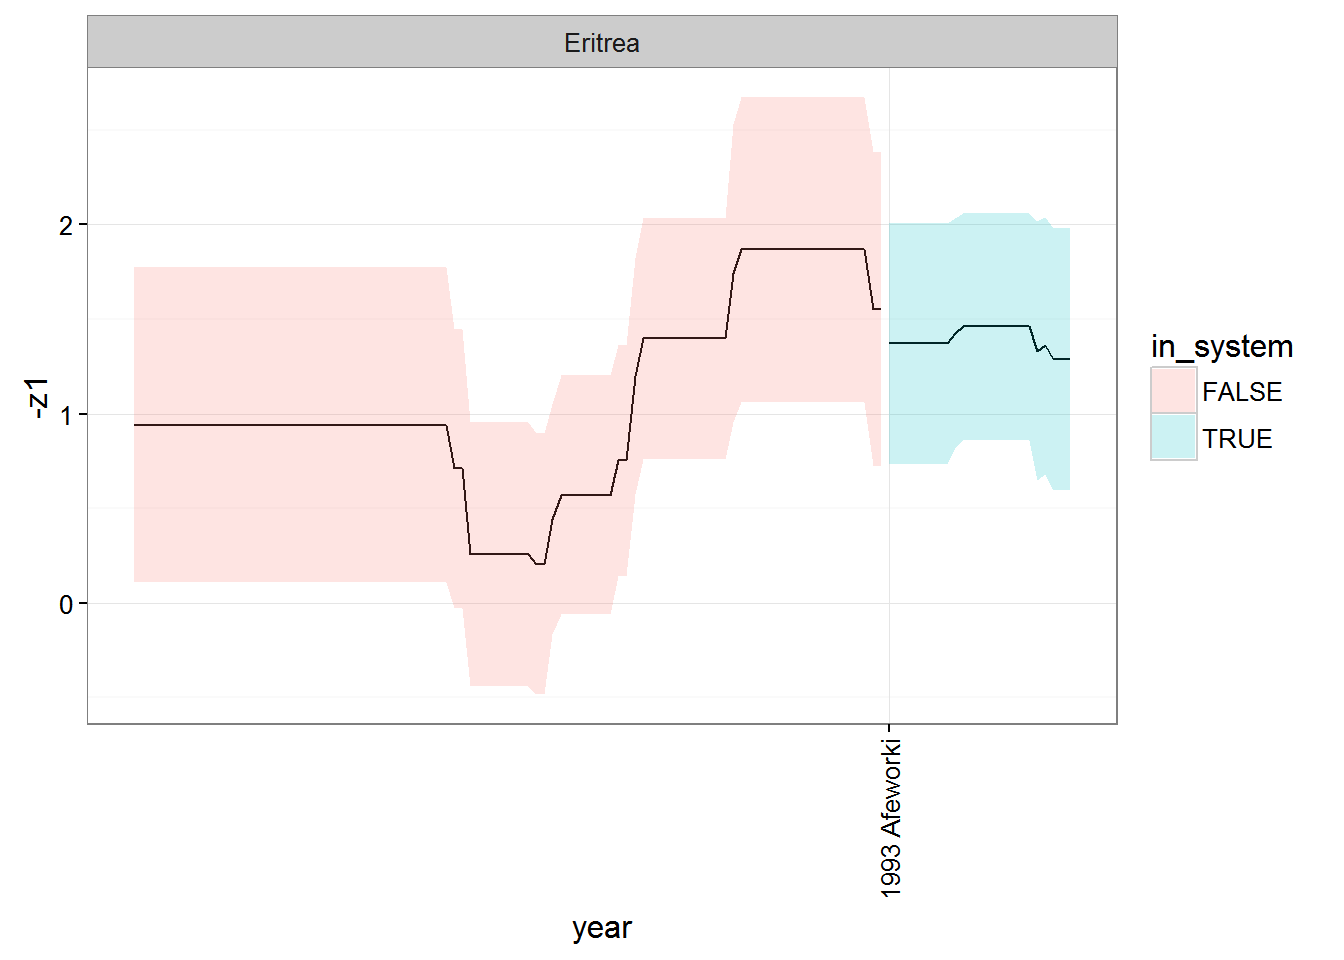 Eritrea
2
1
0
-z1
1993 Afeworki
year
in_system
FALSE
TRUE